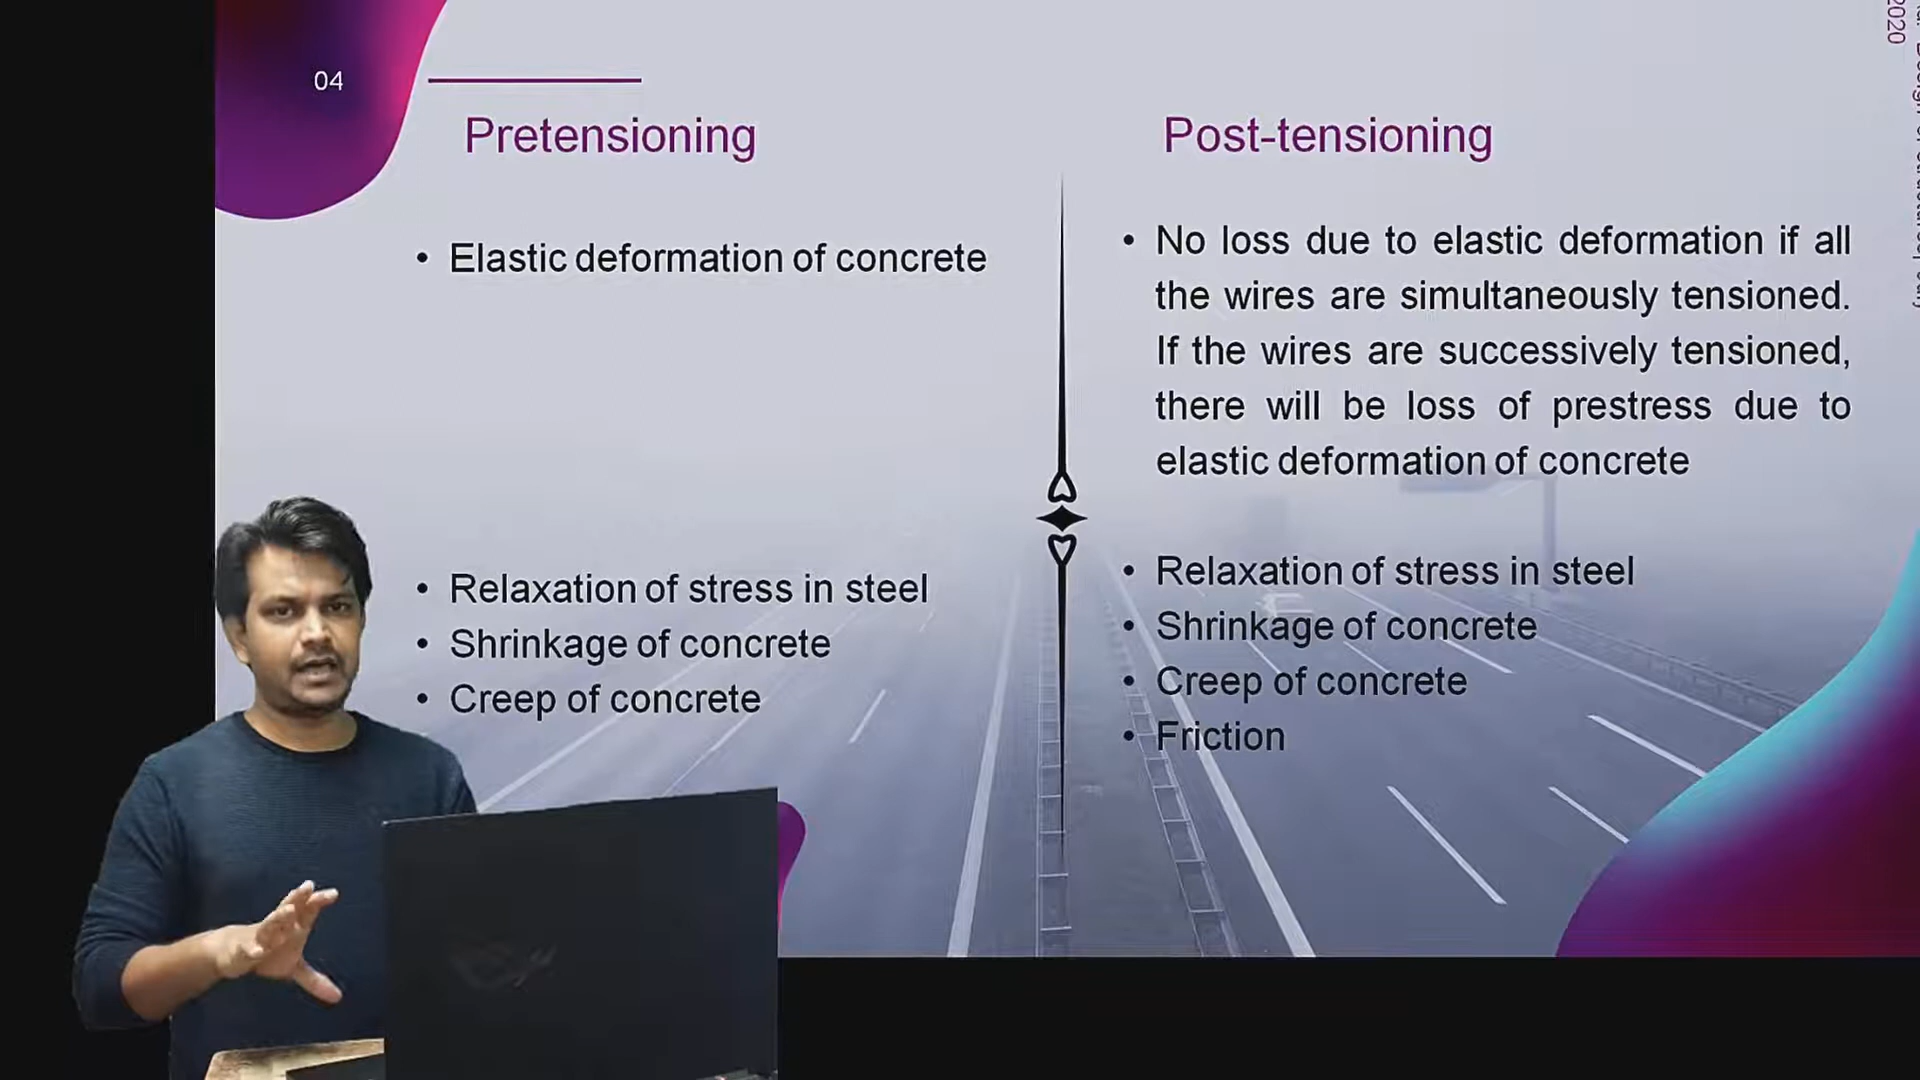 04
Pretensioning
• Elastic deformation of concrete
• Relaxation of stress in steel
• Shrinkage of concrete
• Creep of concrete
Post-tensioning
• No loss due to elastic deformation if all
the wires are simultaneously tensioned.
If the wires are successively tensioned,
there will be loss of prestress due to
elastic deformation of concrete
• Relaxation of stress in steel
• Shrinkage of concrete
• Creep of concrete
• Friction
2020